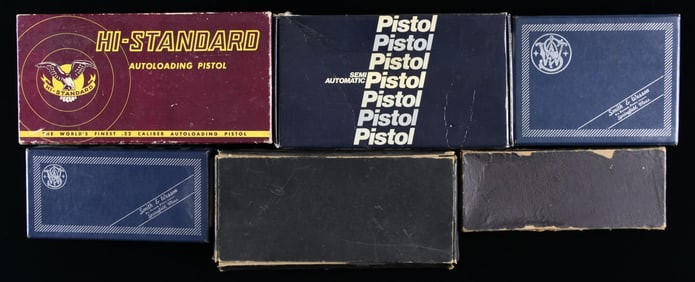 HI-STANDARD
AUTOLOADING PISTOL
HI-STANDARD
THE WORLD'S FINEST .22 CALIBER AUTOLOADING PISTOL
Pistol
Pistol
Pistol
SEMI
AUTOMATIC Pistol
Pistol
Pistol
Pistol
Smith & Wesson
Springfield, Mass.
Smith & Wesson
Springfield, Mass.